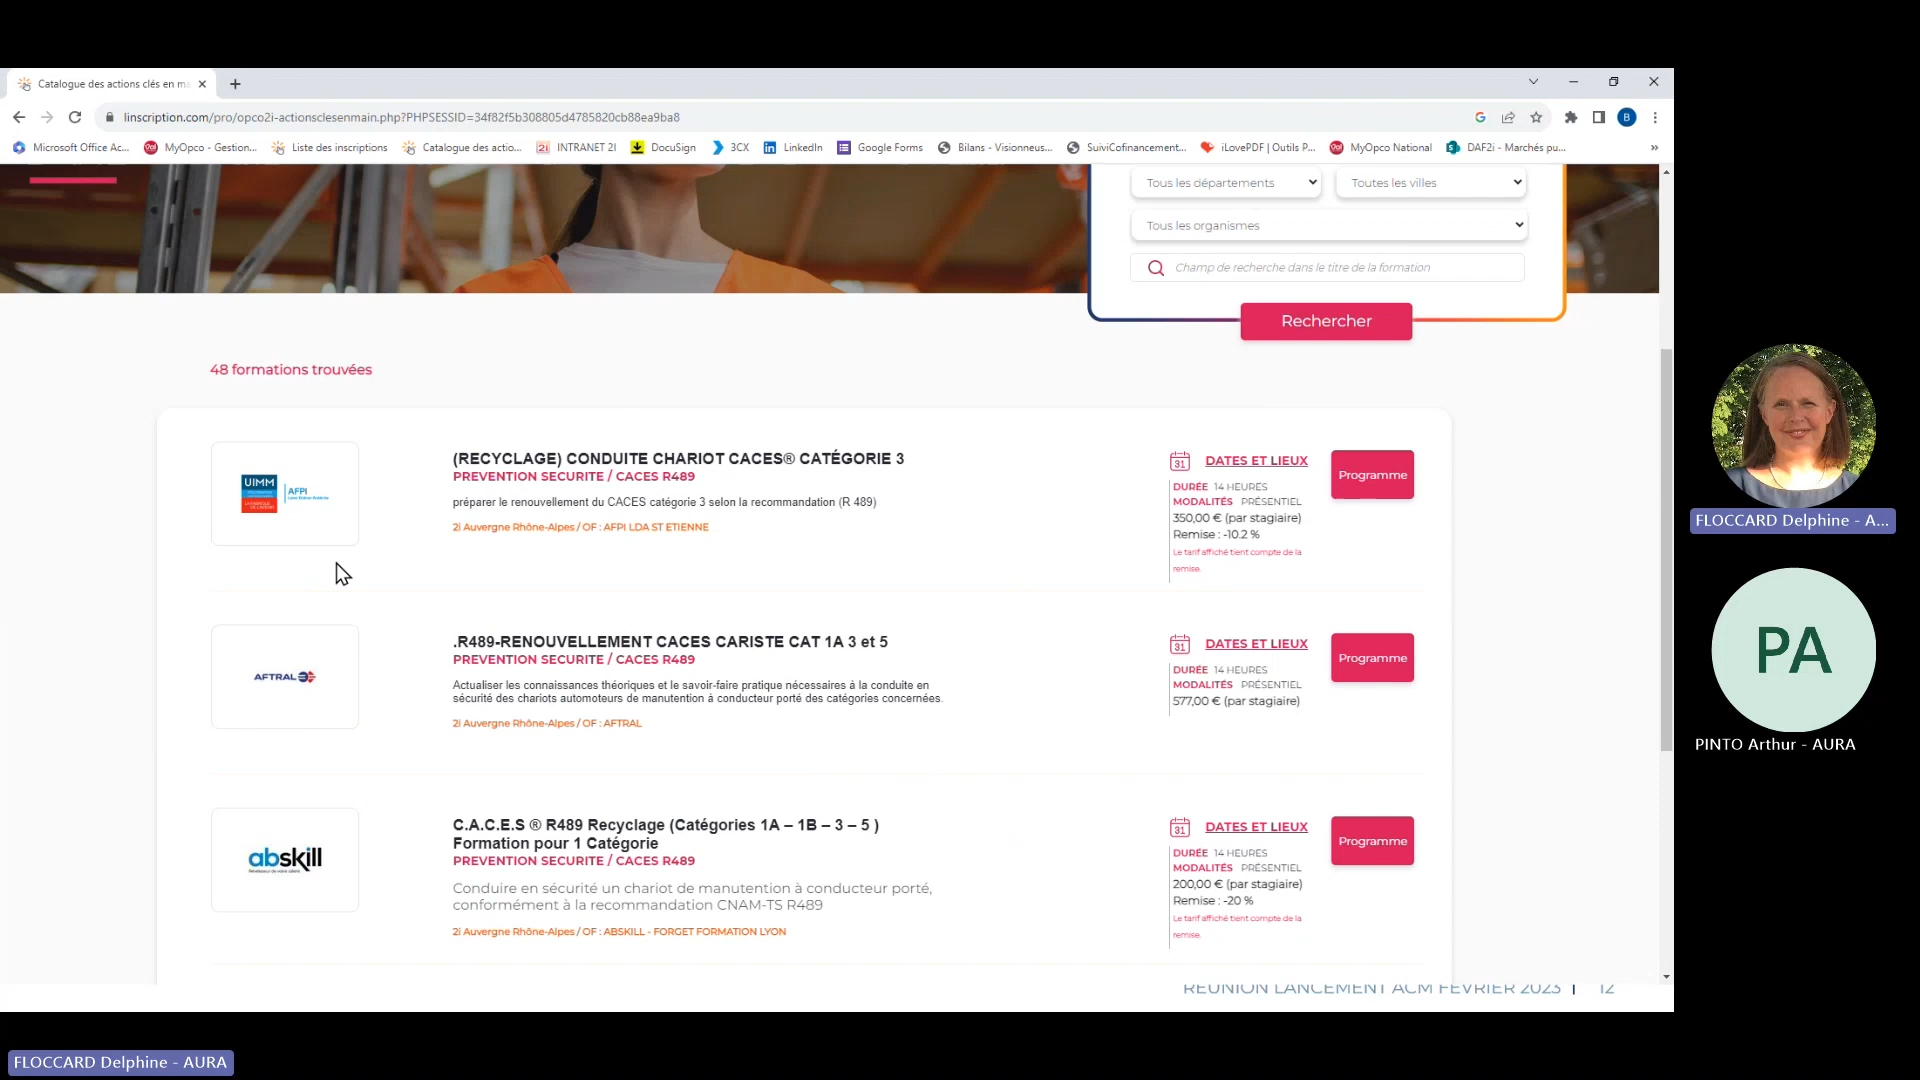 Catalogue des actions clés en ma
linscription.com/pro/opco2i-actionsclesenmain.php?PHPSESSID=34f82f5b308805d4785820cb88ea9ba8
B
Microsoft Office Ac...
MyOpco - Gestion...
Liste des inscriptions
Catalogue des actio...
INTRANET 2I
DocuSign
3CX
LinkedIn
Google Forms
Bilans - Visionneus...
SuiviCofinancement...
iLovePDF | Outils P...
MyOpco National
DAF2i - Marchés pu...
»
Tous les départements
Toutes les villes
Tous les organismes
Champ de recherche dans le titre de la formation
Rechercher
48 formations trouvées
UIMM
AFPI
(RECYCLAGE) CONDUITE CHARIOT CACES® CATÉGORIE 3
PREVENTION SECURITE / CACES R489
préparer le renouvellement du CACES catégorie 3 selon la recommandation (R 489)
2i Auvergne Rhône-Alpes / OF : AFPI LDA ST ETIENNE
31
DATES ET LIEUX
DURÉE 14 HEURES
MODALITÉS PRÉSENTIEL
350,00 € (par stagiaire)
Remise : -10.2 %
Le tarif affiché tient compte de la
remise.
Programme
AFTRAL
.R489-RENOUVELLEMENT CACES CARISTE CAT 1A 3 et 5
PREVENTION SECURITE / CACES R489
Actualiser les connaissances théoriques et le savoir-faire pratique nécessaires à la conduite en
sécurité des chariots automoteurs de manutention à conducteur porté des catégories concernées.
2i Auvergne Rhône-Alpes / OF : AFTRAL
31
DATES ET LIEUX
DURÉE 14 HEURES
MODALITÉS PRÉSENTIEL
577,00 € (par stagiaire)
Programme
abskill
C.A.C.E.S ® R489 Recyclage (Catégories 1A – 1B – 3 – 5 )
Formation pour 1 Catégorie
PREVENTION SECURITE / CACES R489
Conduire en sécurité un chariot de manutention à conducteur porté,
conformément à la recommandation CNAM-TS R489
2i Auvergne Rhône-Alpes / OF : ABSKILL - FORGET FORMATION LYON
31
DATES ET LIEUX
DURÉE 14 HEURES
MODALITÉS PRÉSENTIEL
200,00 € (par stagiaire)
Remise : -20 %
Le tarif affiché tient compte de la
remise.
Programme
REUNION LANCEMENT ACM FEVRIER 2023 | 12
FLOCCARD Delphine - A...
PA
PINTO Arthur - AURA
FLOCCARD Delphine - AURA